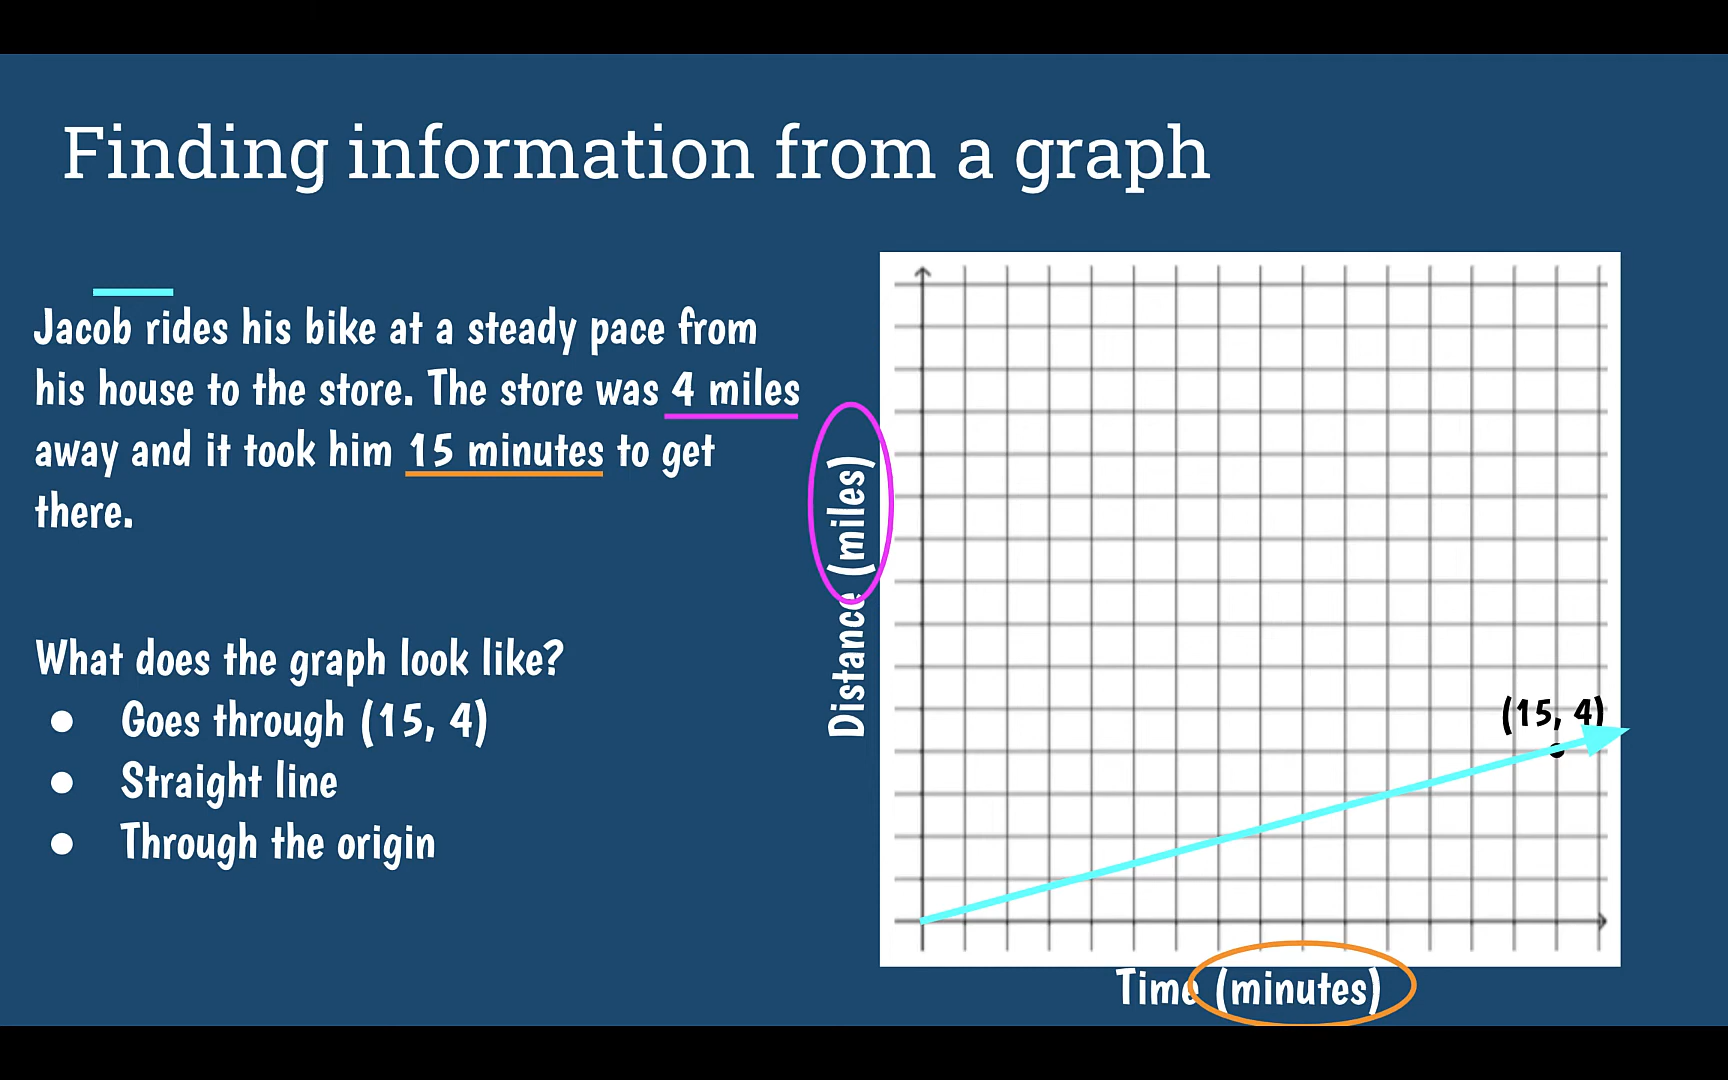 Finding information from a graph
Jacob rides his bike at a steady pace from
his house to the store. The store was 4 miles
away and it took him 15 minutes to get
there.
What does the graph look like?
● Goes through (15, 4)
● Straight line
● Through the origin
Distance (miles)
(15, 4)
Time (minutes)